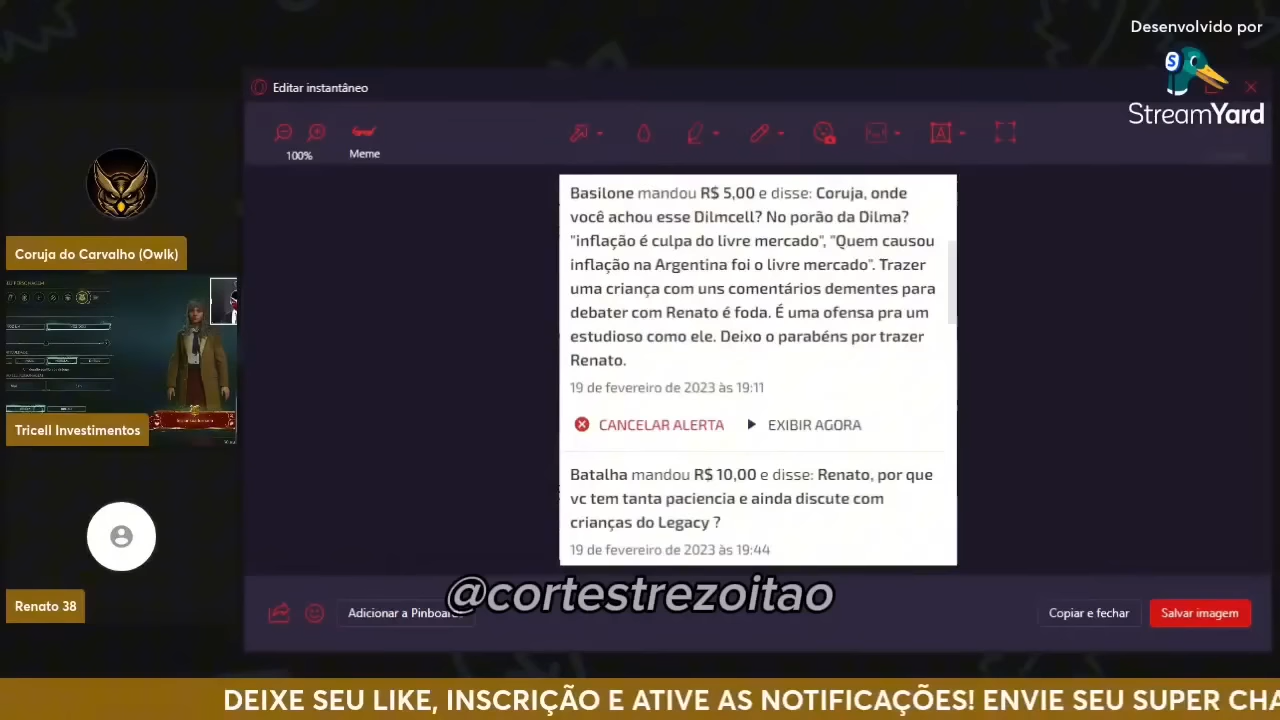 Desenvolvido por
StreamYard
Editar instantâneo
100%
Meme
Coruja do Carvalho (Owlk)
Tricell Investimentos
Renato 38
Basilone mandou R$ 5,00 e disse: Coruja, onde
você achou esse Dilmcell? No porão da Dilma?
"inflação é culpa do livre mercado", "Quem causou
inflação na Argentina foi o livre mercado". Trazer
uma criança com uns comentários dementes para
debater com Renato é foda. É uma ofensa pra um
estudioso como ele. Deixo o parabéns por trazer
Renato.
19 de fevereiro de 2023 às 19:11
CANCELAR ALERTA EXIBIR AGORA
Batalha mandou R$ 10,00 e disse: Renato, por que
vc tem tanta paciencia e ainda discute com
crianças do Legacy ?
19 de fevereiro de 2023 às 19:44
@cortestrezoitao
Adicionar a Pinboards
Copiar e fechar
Salvar imagem
DEIXE SEU LIKE, INSCRIÇÃO E ATIVE AS NOTIFICAÇÕES! ENVIE SEU SUPER CHA